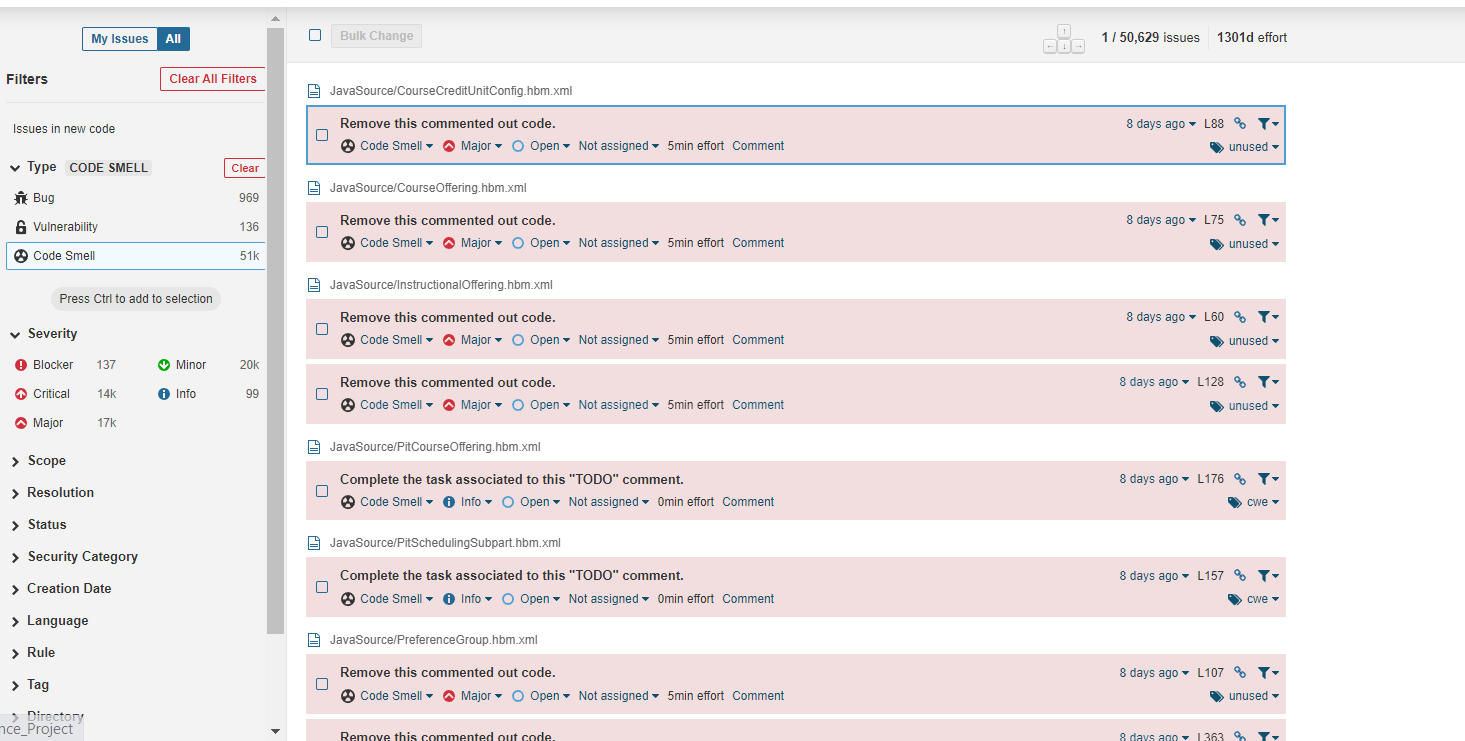 My Issues All
Bulk Change
1 / 50,629 issues 1301d effort
Filters
Clear All Filters
Issues in new code
Type CODE SMELL Clear
Bug 969
Vulnerability 136
Code Smell 51k
Press Ctrl to add to selection
Severity
Blocker 137 Minor 20k
Critical 14k Info 99
Major 17k
Scope
Resolution
Status
Security Category
Creation Date
Language
Rule
Tag
Directory
nce_Project
JavaSource/CourseCreditUnitConfig.hbm.xml
Remove this commented out code. 8 days ago L88
Code Smell Major Open Not assigned 5min effort Comment unused
JavaSource/CourseOffering.hbm.xml
Remove this commented out code. 8 days ago L75
Code Smell Major Open Not assigned 5min effort Comment unused
JavaSource/InstructionalOffering.hbm.xml
Remove this commented out code. 8 days ago L60
Code Smell Major Open Not assigned 5min effort Comment unused
Remove this commented out code. 8 days ago L128
Code Smell Major Open Not assigned 5min effort Comment unused
JavaSource/PitCourseOffering.hbm.xml
Complete the task associated to this "TODO" comment. 8 days ago L176
Code Smell Info Open Not assigned 0min effort Comment cwe
JavaSource/PitSchedulingSubpart.hbm.xml
Complete the task associated to this "TODO" comment. 8 days ago L157
Code Smell Info Open Not assigned 0min effort Comment cwe
JavaSource/PreferenceGroup.hbm.xml
Remove this commented out code. 8 days ago L107
Code Smell Major Open Not assigned 5min effort Comment unused
Remove this commented out code. 8 days ago L363